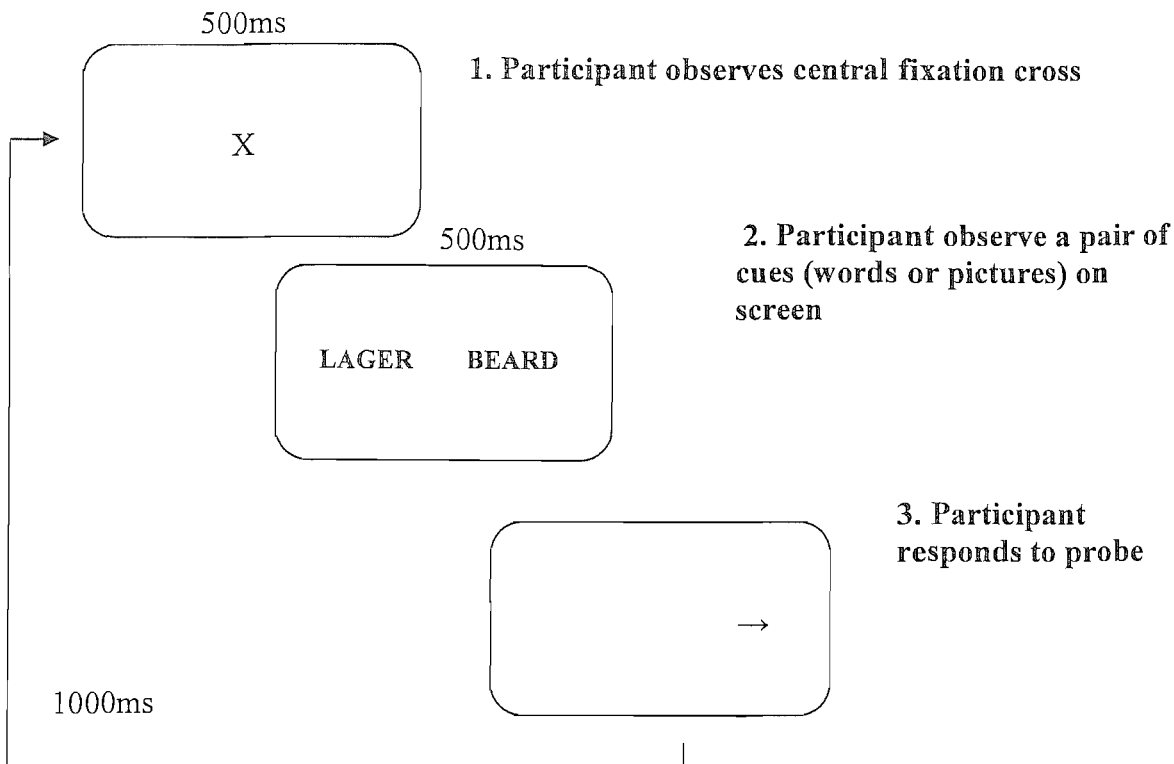 500ms
1. Participant observes central fixation cross
X
500ms
2. Participant observe a pair of
cues (words or pictures) on
screen
LAGER BEARD
3. Participant
responds to probe
→
1000ms